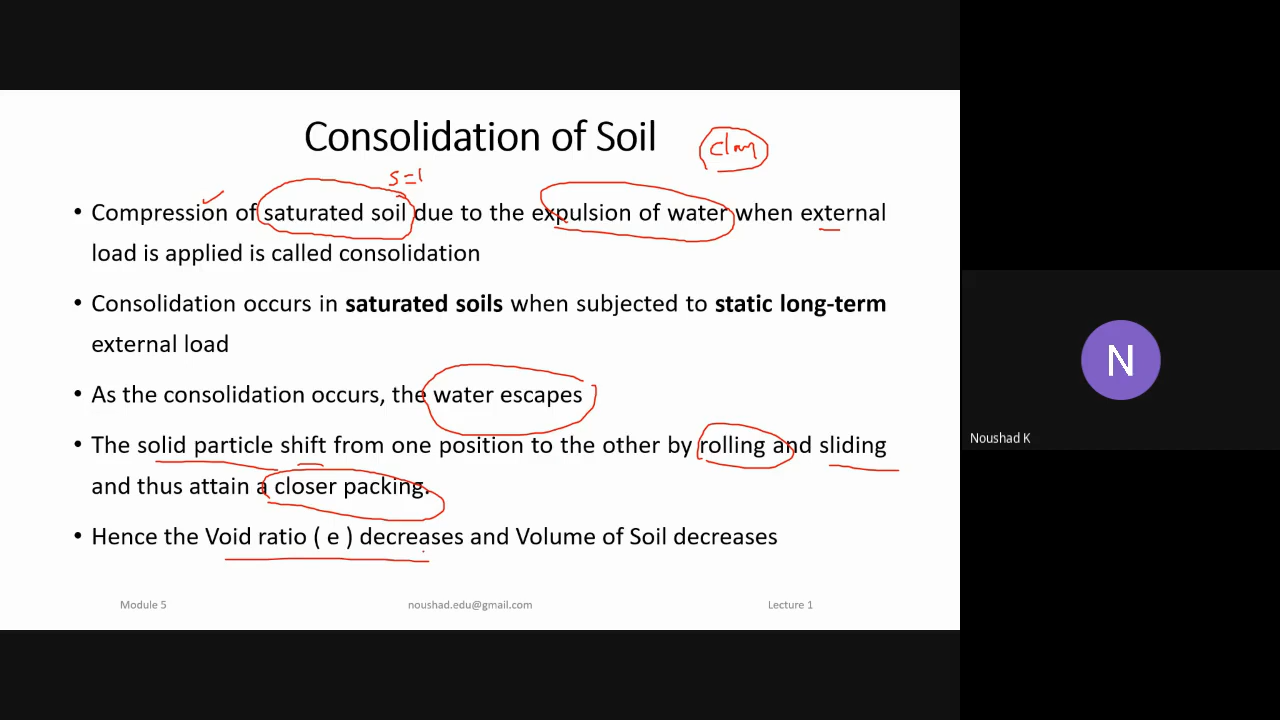 Consolidation of Soil
clay
S=1
• Compression of saturated soil due to the expulsion of water when external
load is applied is called consolidation
• Consolidation occurs in saturated soils when subjected to static long-term
external load
• As the consolidation occurs, the water escapes
• The solid particle shift from one position to the other by rolling and sliding
and thus attain a closer packing.
• Hence the Void ratio ( e ) decreases and Volume of Soil decreases
Module 5
noushad.edu@gmail.com
Lecture 1
N
Noushad K